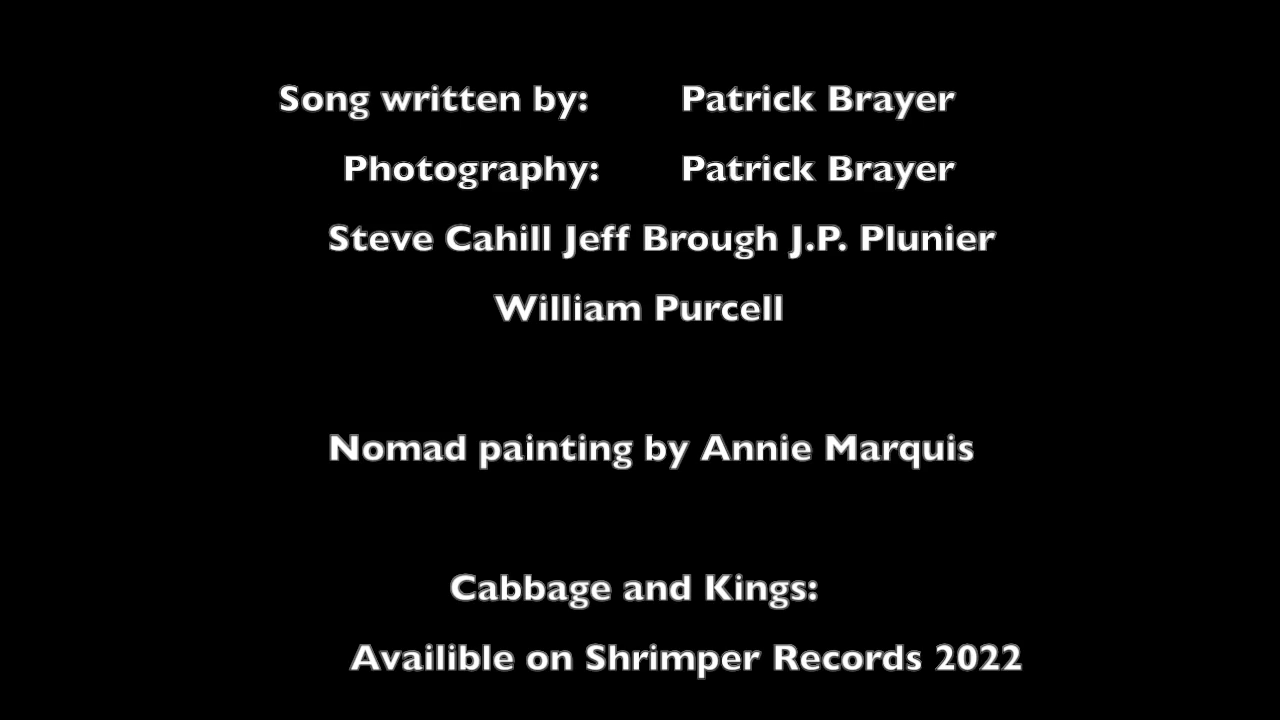 Song written by: Patrick Brayer
Photography: Patrick Brayer
Steve Cahill Jeff Brough J.P. Plunier
William Purcell
Nomad painting by Annie Marquis
Cabbage and Kings:
Availible on Shrimper Records 2022